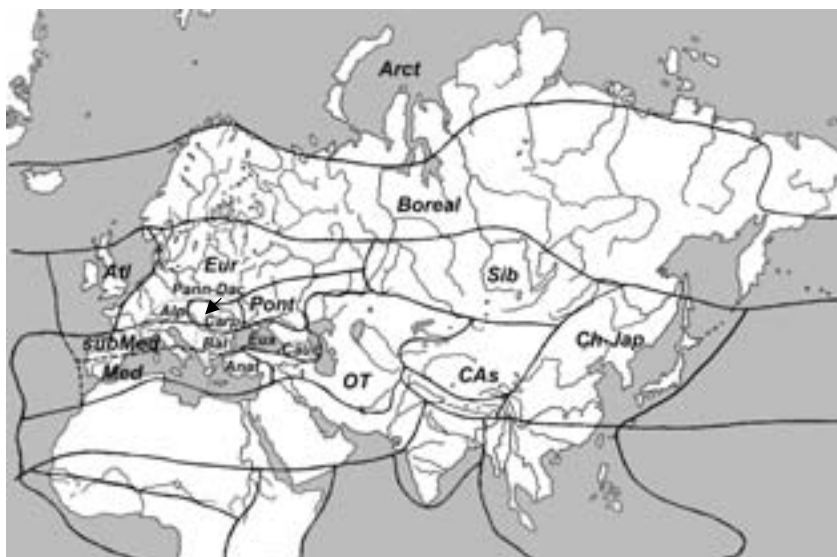 Arct
Boreal
Atl
Eur
Sib
Pann-Dac
Alp
Pont
Carp
subMed
Bal
Eux
Cauc
Ch-Jap
Med
Anat
OT
CAs